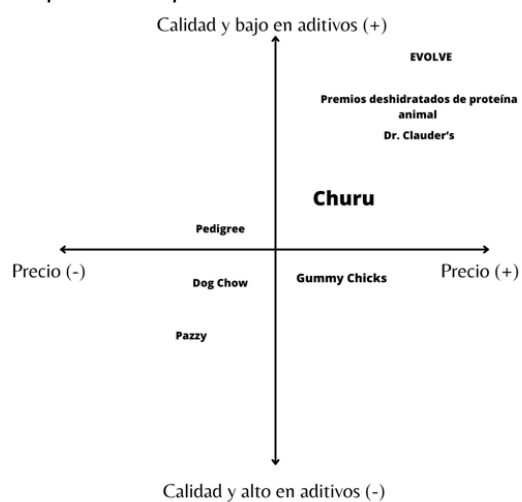 Calidad y bajo en aditivos (+)
EVOLVE
Premios deshidratados de proteína
animal
Dr. Clauder's
Churu
Pedigree
Precio (-)
Precio (+)
Dog Chow
Gummy Chicks
Pazzy
Calidad y alto en aditivos (-)